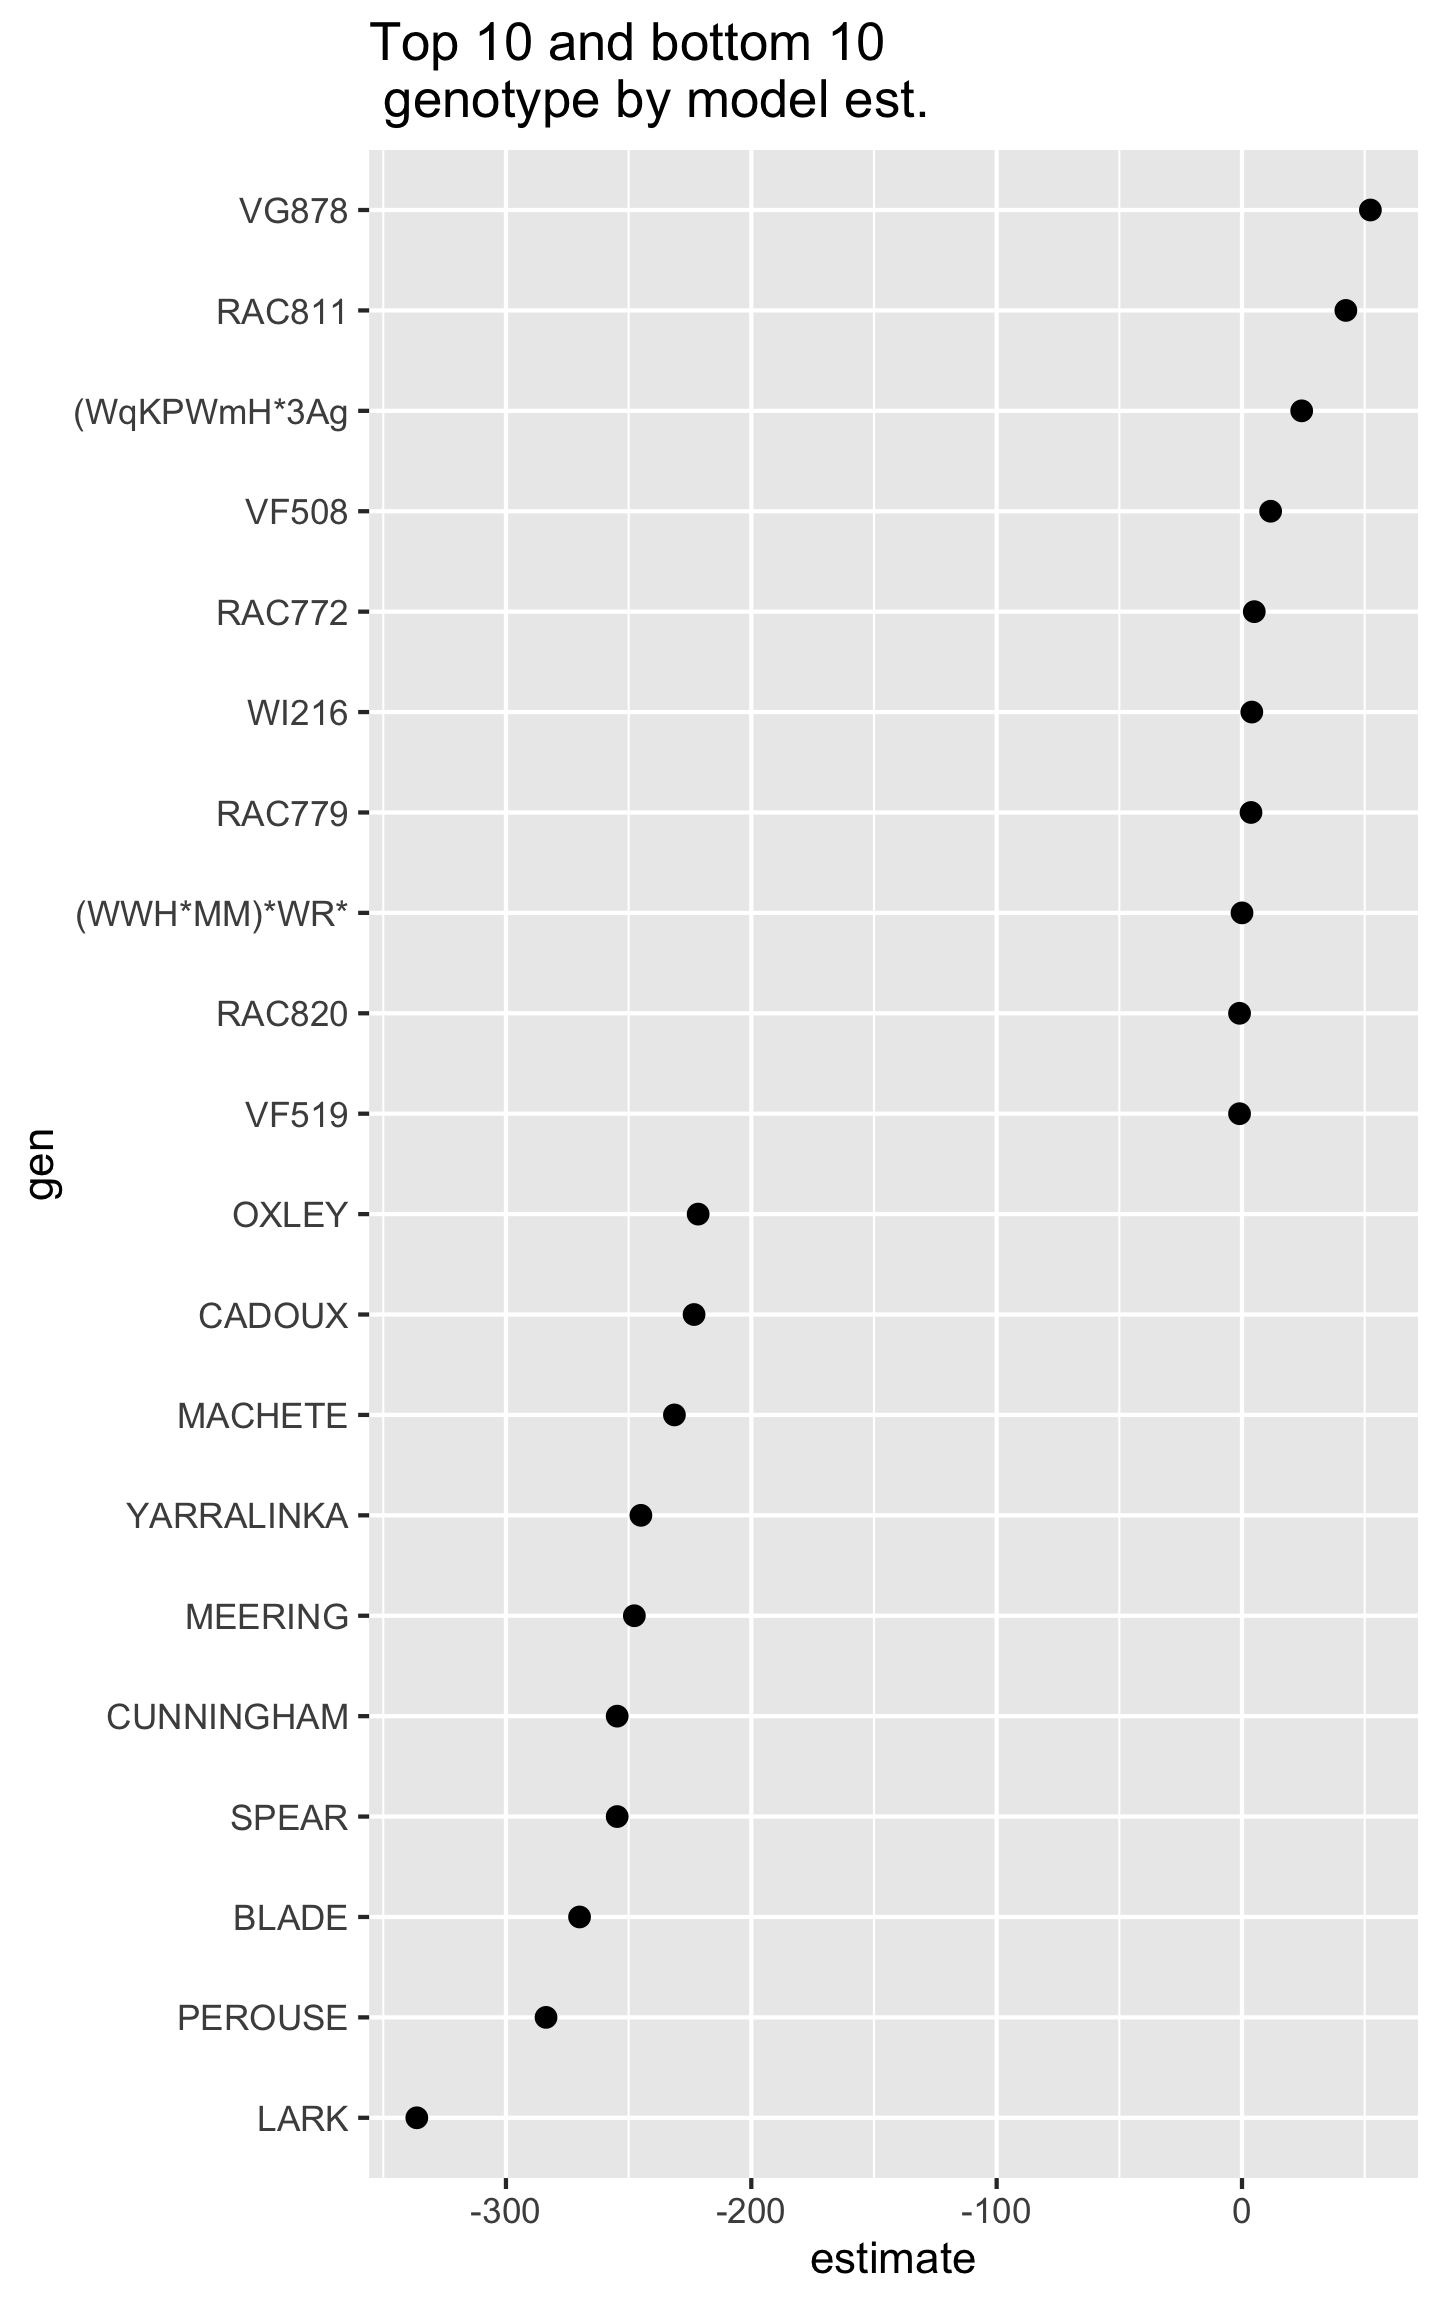 Top 10 and bottom 10
genotype by model est.
VG878
RAC811
(WqKPWmH*3Ag
VF508
RAC772
WI216
RAC779
(WWH*MM)*WR*
RAC820
VF519
OXLEY
CADOUX
MACHETE
YARRALINKA
MEERING
CUNNINGHAM
SPEAR
BLADE
PEROUSE
LARK
gen
-300 -200 -100 0
estimate